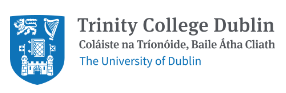 Trinity College Dublin
Coláiste na Tríonóide, Baile Átha Cliath
The University of Dublin